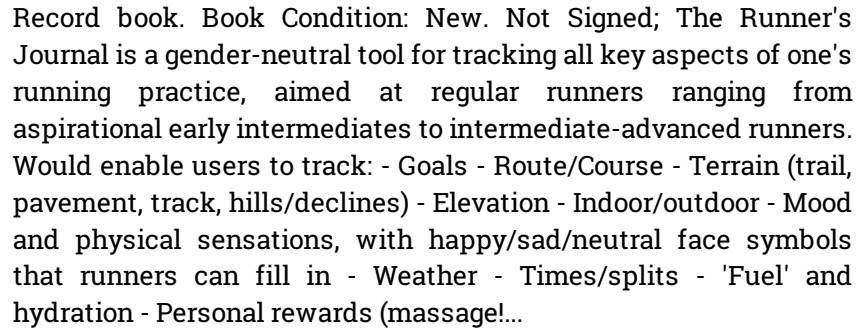 Record book. Book Condition: New. Not Signed; The Runner's
Journal is a gender-neutral tool for tracking all key aspects of one's
running practice, aimed at regular runners ranging from
aspirational early intermediates to intermediate-advanced runners.
Would enable users to track: - Goals - Route/Course - Terrain (trail,
pavement, track, hills/declines) - Elevation - Indoor/outdoor - Mood
and physical sensations, with happy/sad/neutral face symbols
that runners can fill in - Weather - Times/splits - 'Fuel' and
hydration - Personal rewards (massage!...